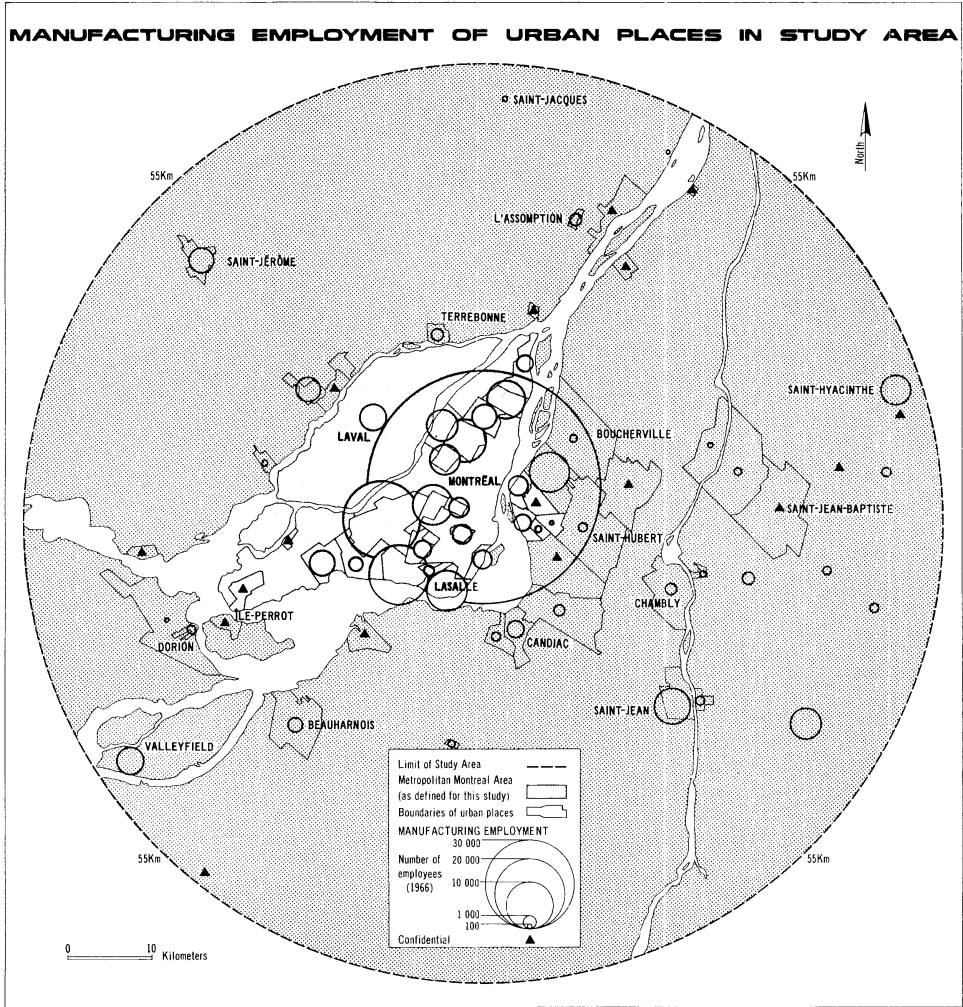 MANUFACTURING EMPLOYMENT OF URBAN PLACES IN STUDY AREA
SAINT-JACQUES
North
55Km
55Km
L'ASSOMPTION
SAINT-JÉRÔME
TERREBONNE
SAINT-HYACINTHE
LAVAL
BOUCHERVILLE
MONTRÉAL
SAINT-JEAN-BAPTISTE
SAINT-HUBERT
LASALLE
CHAMBLY
ÎLE-PERROT
DORION
CANDIAC
SAINT-JEAN
BEAUHARNOIS
VALLEYFIELD
Limit of Study Area
Metropolitan Montreal Area
(as defined for this study)
Boundaries of urban places
MANUFACTURING EMPLOYMENT
30 000
Number of employees (1966)
20 000
10 000
1 000
100
Confidential
55Km
55Km
0 10 Kilometers